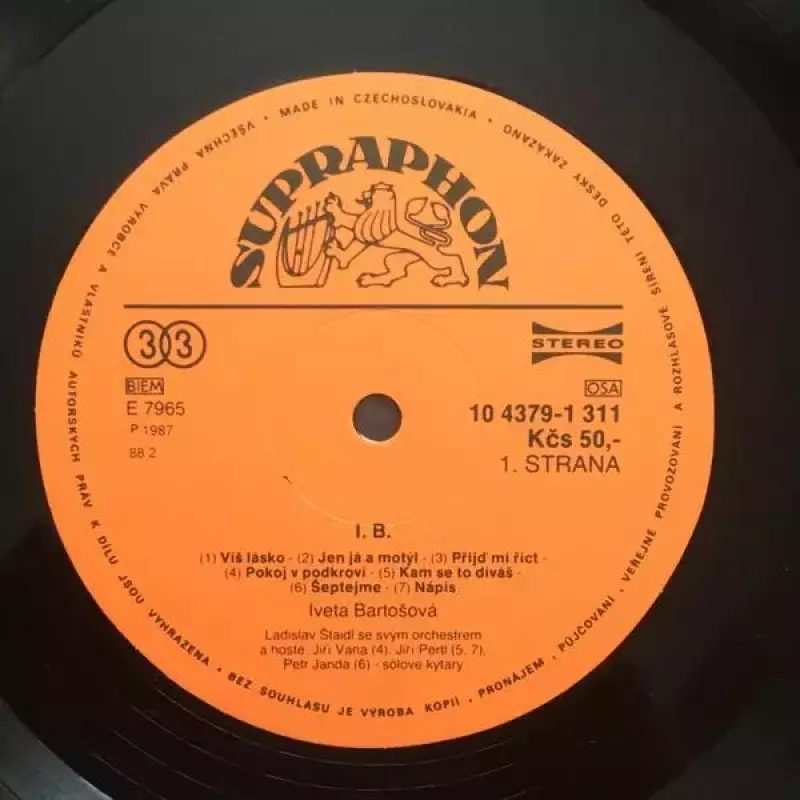 VŠECHNA PRÁVA VÝROBCE A VLASTNÍKŮ AUTORSKÝCH PRÁV K DÍLU JSOU VYHRAZENA • BEZ SOUHLASU JE VÝROBA KOPIÍ, PRONÁJEM, PŮJČOVÁNÍ, VEŘEJNÉ PROVOZOVÁNÍ A ROZHLASOVÉ ŠÍŘENÍ TÉTO DESKY ZAKÁZÁNO • MADE IN CZECHOSLOVAKIA •
SUPRAPHON
33
STEREO
BIEM
OSA
E 7965
10 4379-1 311
P 1987
Kčs 50,-
88 2
1. STRANA
I. B.
(1) Víš lásko - (2) Jen já a motýl - (3) Přijď mi říct -
(4) Pokoj v podkroví - (5) Kam se to díváš -
(6) Šeptejme - (7) Nápis
Iveta Bartošová
Ladislav Štaidl se svým orchestrem
a hosté: Jiří Vana (4), Jiří Pertl (5, 7),
Petr Janda (6) - sólové kytary